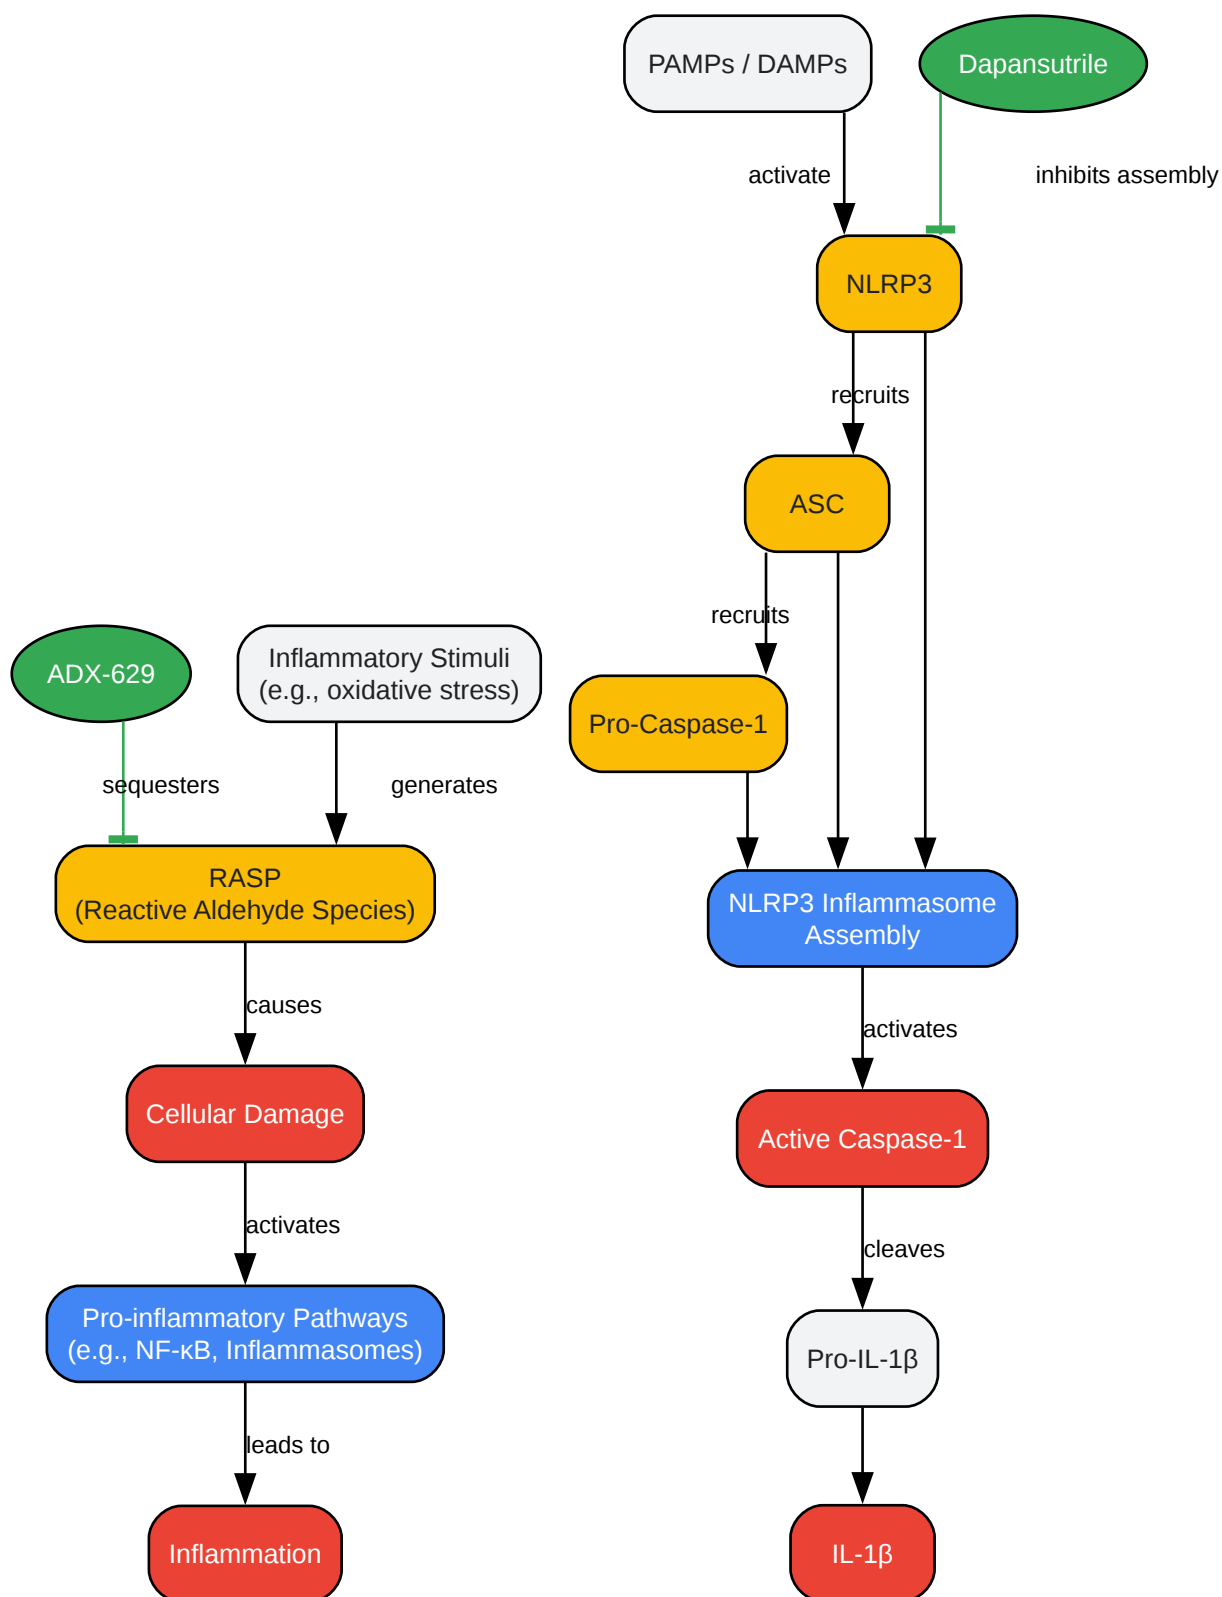 PAMPs / DAMPs
Dapansutrile
activate
inhibits assembly
NLRP3
recruits
ASC
recruits
ADX-629
Inflammatory Stimuli
(e.g., oxidative stress)
Pro-Caspase-1
sequesters
generates
RASP
(Reactive Aldehyde Species)
NLRP3 Inflammasome
Assembly
causes
activates
Cellular Damage
Active Caspase-1
activates
cleaves
Pro-inflammatory Pathways
(e.g., NF-κB, Inflammasomes)
Pro-IL-1β
leads to
Inflammation
IL-1β